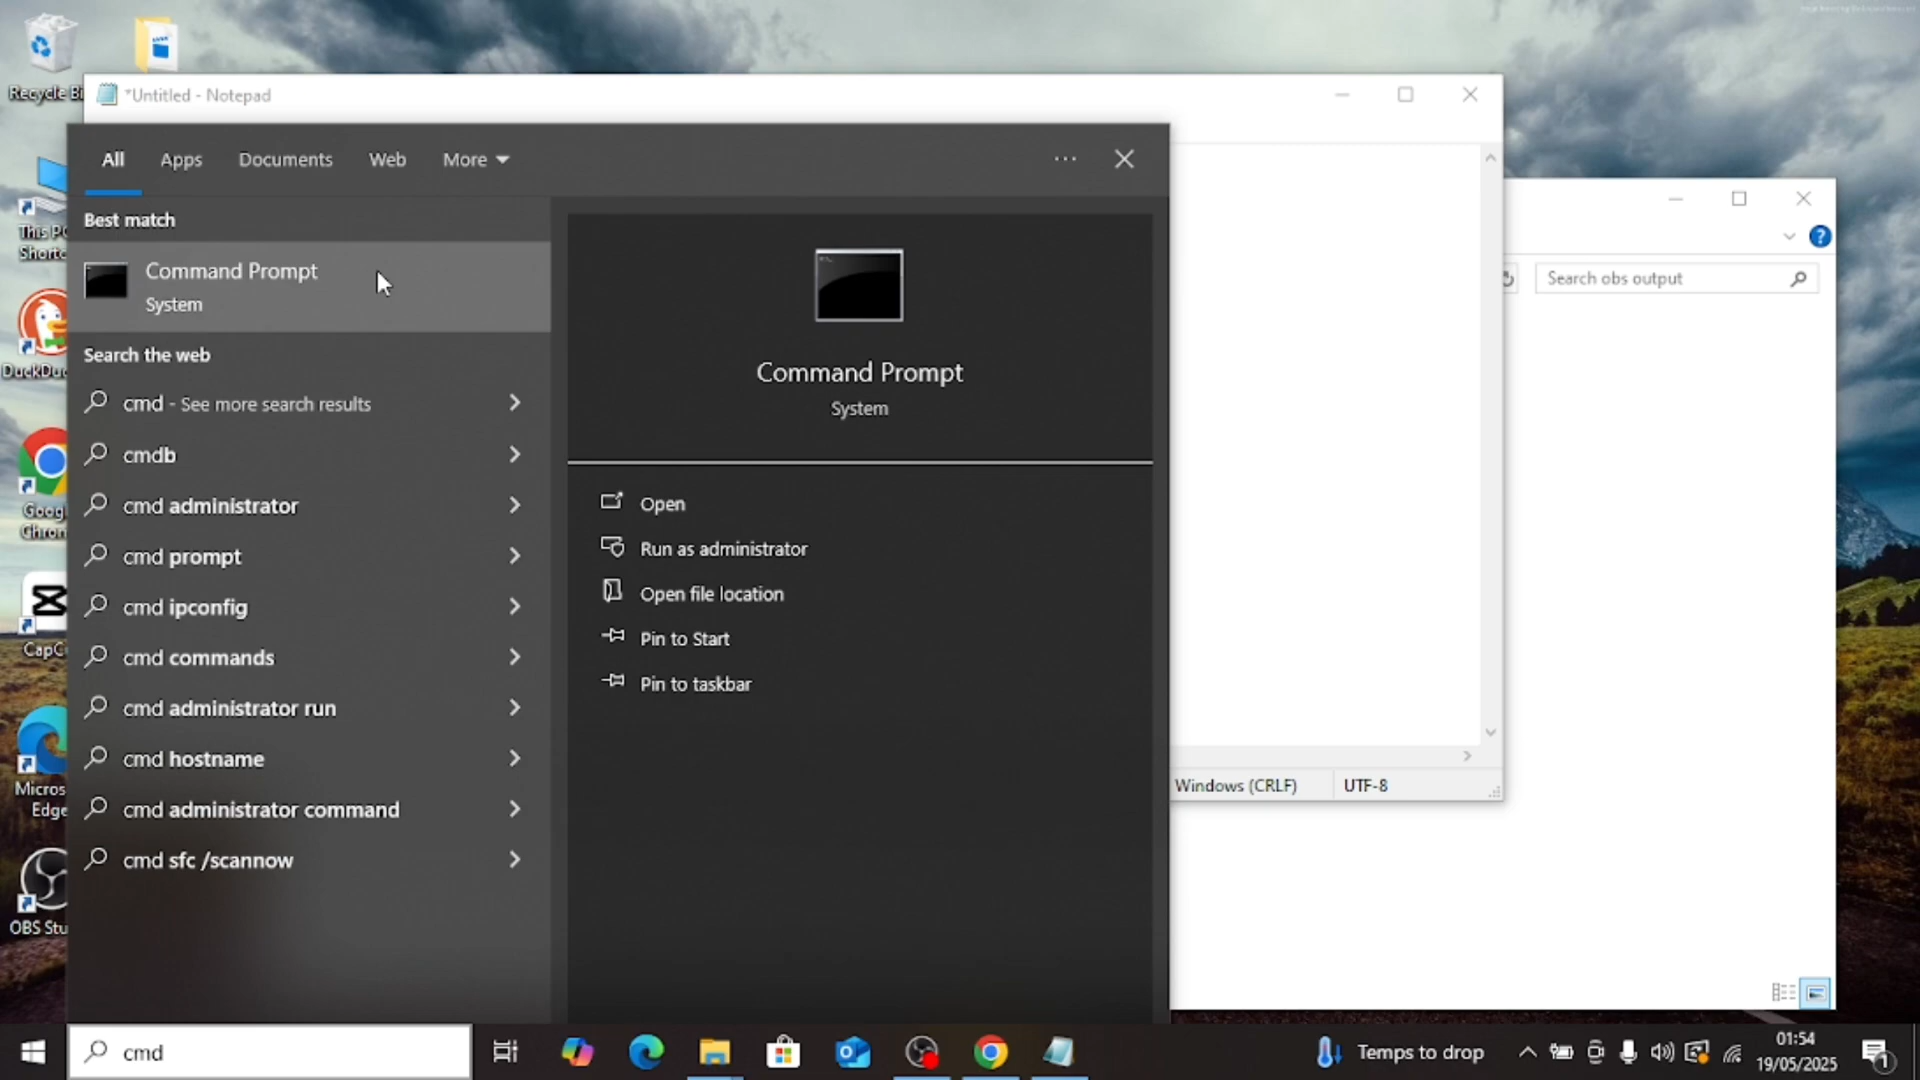 Recycle Bi
*Untitled - Notepad
All
Apps
Documents
Web
More
Best match
Command Prompt
System
Search the web
cmd - See more search results
cmdb
cmd administrator
cmd prompt
cmd ipconfig
cmd commands
cmd administrator run
cmd hostname
cmd administrator command
cmd sfc /scannow
Command Prompt
System
Open
Run as administrator
Open file location
Pin to Start
Pin to taskbar
Search obs output
Windows (CRLF)
UTF-8
This PC
Shortc
DuckDuc
Goog
Chrom
CapC
Micros
Edge
OBS Stu
cmd
Temps to drop
01:54
19/05/2025
1